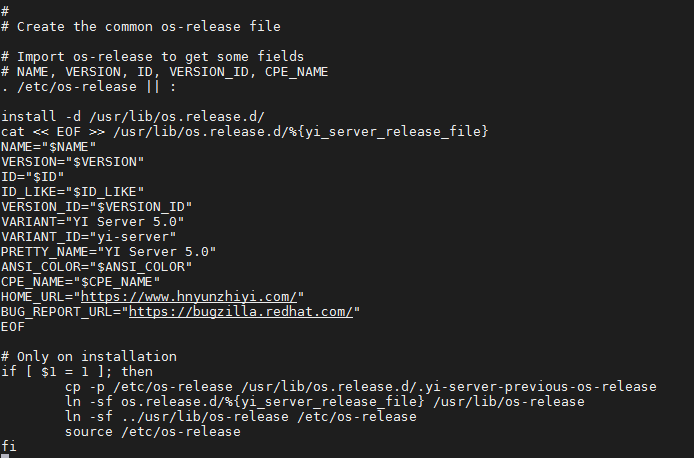 #
# Create the common os-release file
# Import os-release to get some fields
# NAME, VERSION, ID, VERSION_ID, CPE_NAME
. /etc/os-release || :
install -d /usr/lib/os.release.d/
cat << EOF >> /usr/lib/os.release.d/%{yi_server_release_file}
NAME="$NAME"
VERSION="$VERSION"
ID="$ID"
ID_LIKE="$ID_LIKE"
VERSION_ID="$VERSION_ID"
VARIANT="YI Server 5.0"
VARIANT_ID="yi-server"
PRETTY_NAME="YI Server 5.0"
ANSI_COLOR="$ANSI_COLOR"
CPE_NAME="$CPE_NAME"
HOME_URL="https://www.hnyunzhiyi.com/"
BUG_REPORT_URL="https://bugzilla.redhat.com/"
EOF
# Only on installation
if [ $1 = 1 ]; then
        cp -p /etc/os-release /usr/lib/os.release.d/.yi-server-previous-os-release
        ln -sf os.release.d/%{yi_server_release_file} /usr/lib/os-release
        ln -sf ../usr/lib/os-release /etc/os-release
        source /etc/os-release
fi